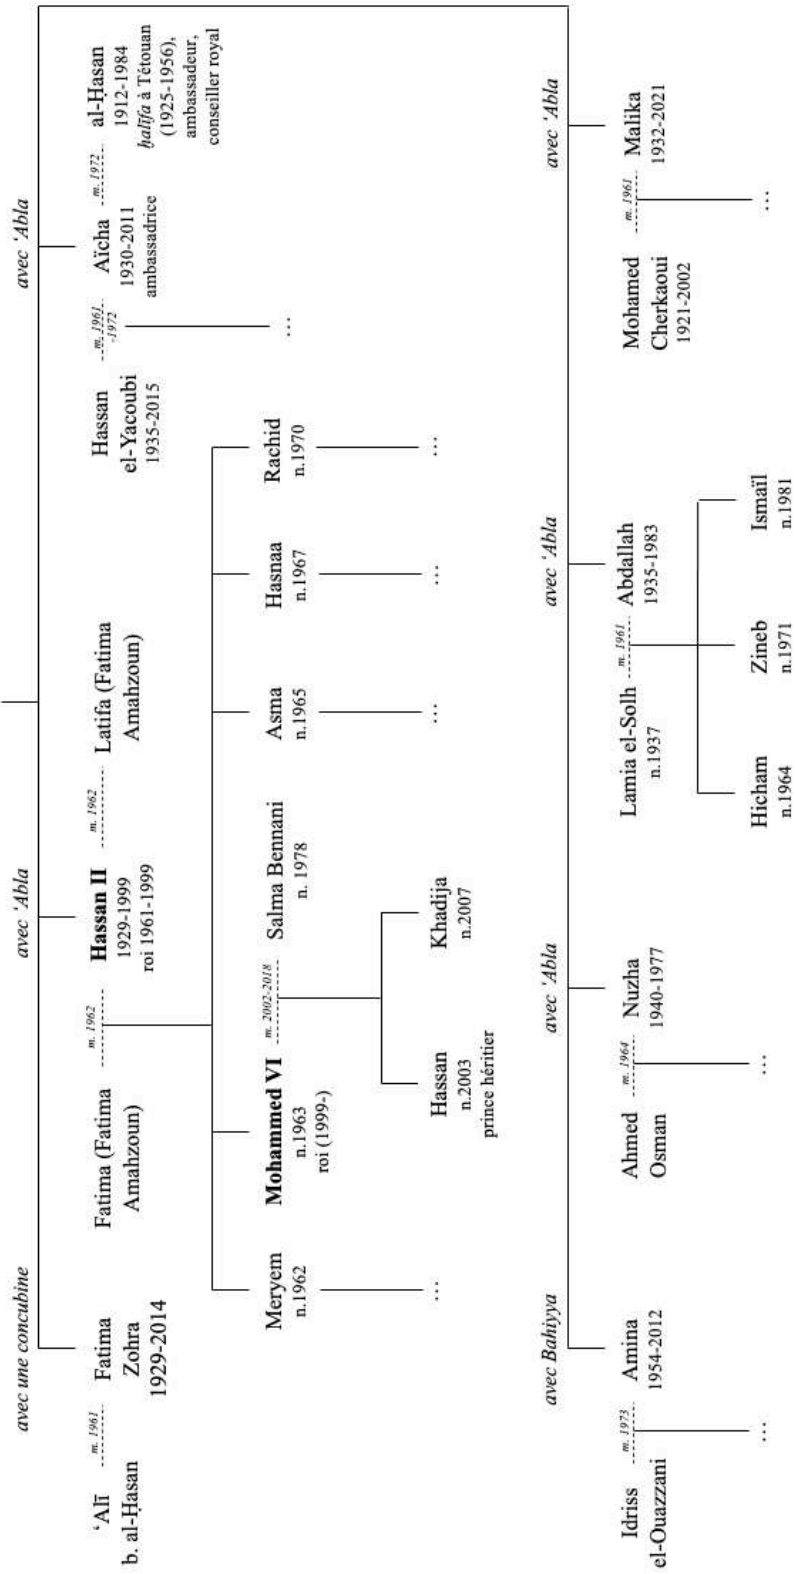 avec une concubine
avec ‘Abla
avec ‘Abla
‘Alī
b. al-Ḥasan
m. 1961
Fatima
Zohra
1929-2014
Fatima (Fatima
Amahzoun)
m. 1962
Hassan II
1929-1999
roi 1961-1999
m. 1962
Latifa (Fatima
Amahzoun)
Hassan
el-Yacoubi
1935-2015
m. 1961
-1972
Aïcha
1930-2011
ambassadrice
m. 1972
al-Ḥasan
1912-1984
ḫalīfa à Tétouan
(1925-1956),
ambassadeur,
conseiller royal
...
Meryem
n.1962
Mohammed VI
n.1963
roi (1999-)
m. 2002-2018
Salma Bennani
n. 1978
Asma
n.1965
Hasnaa
n.1967
Rachid
n.1970
...
Hassan
n.2003
prince héritier
Khadija
n.2007
...
...
...
avec Bahiyya
avec ‘Abla
avec ‘Abla
avec ‘Abla
Idriss
el-Ouazzani
m. 1973
Amina
1954-2012
Ahmed
Osman
m. 1964
Nuzha
1940-1977
Lamia el-Solh
n.1937
m. 1961
Abdallah
1935-1983
Mohamed
Cherkaoui
1921-2002
m. 1961
Malika
1932-2021
...
...
Hicham
n.1964
Zineb
n.1971
Ismaïl
n.1981
...